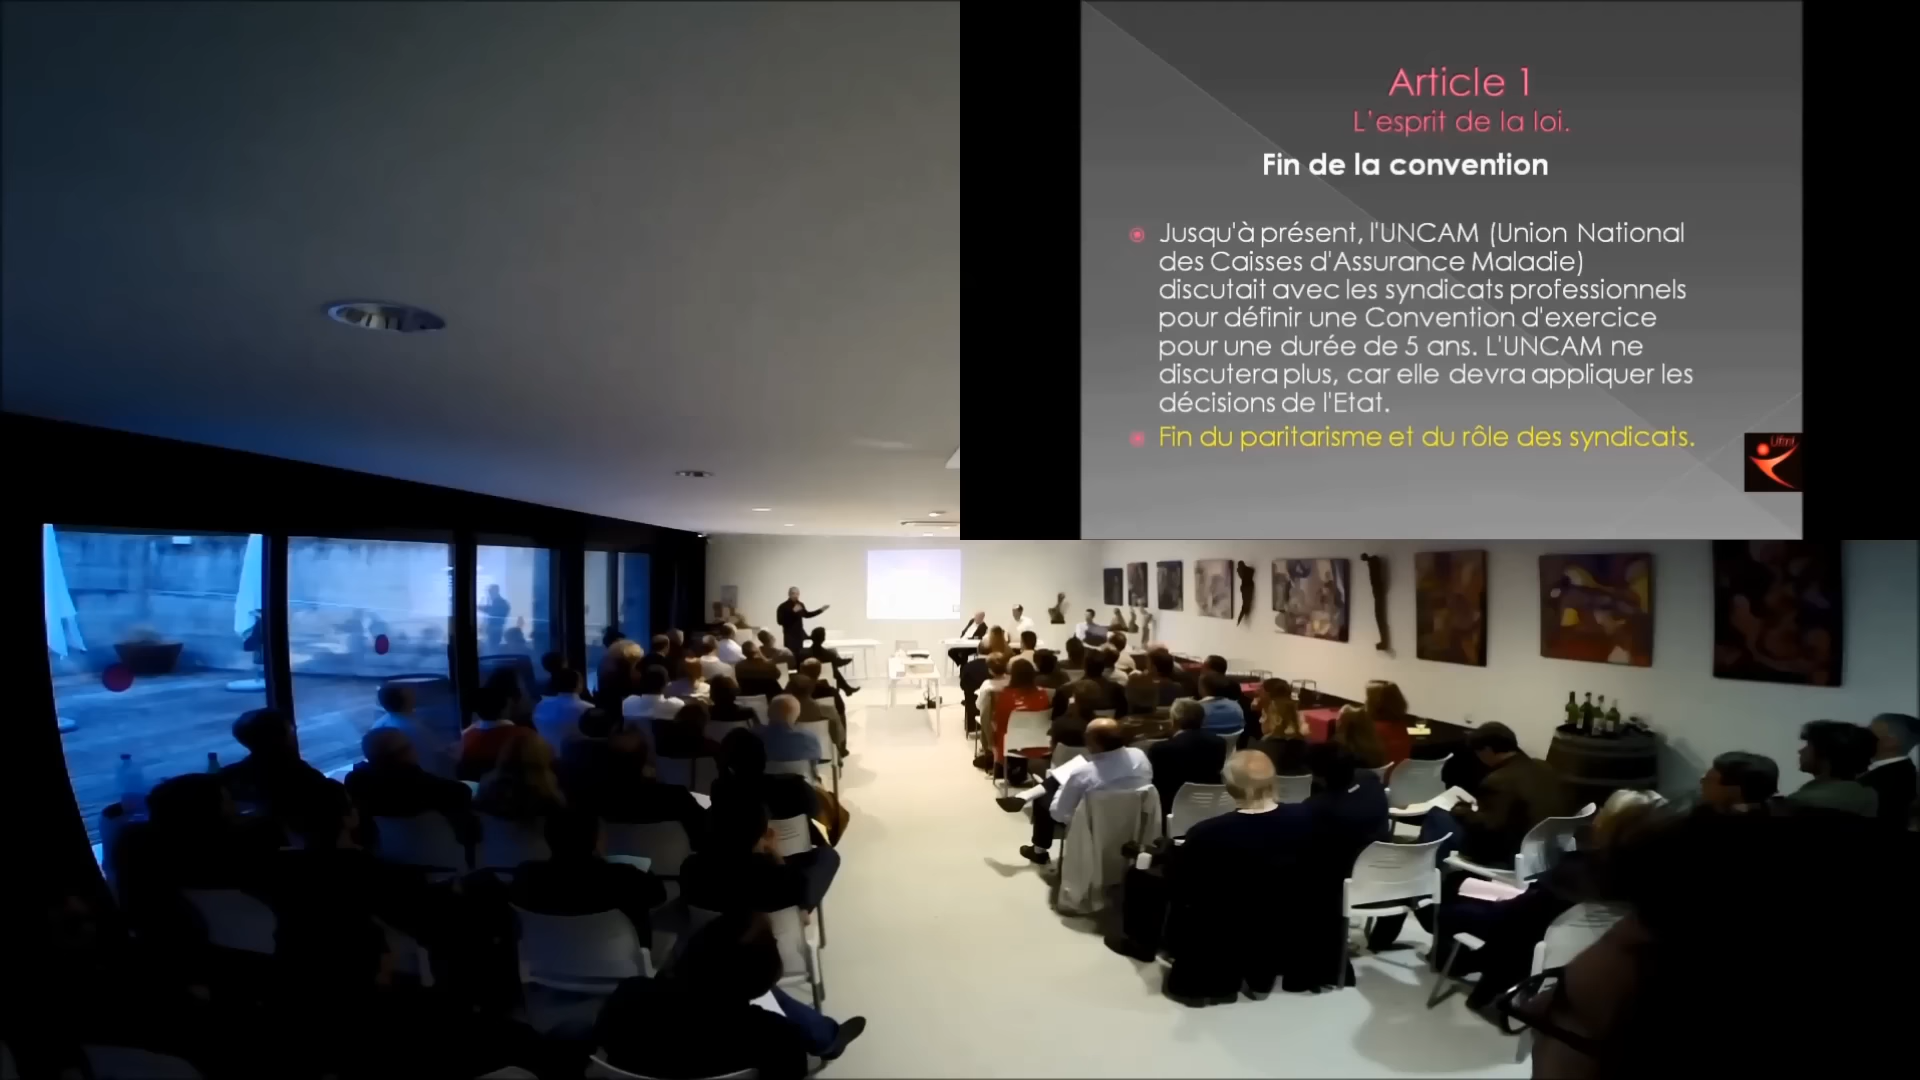 Article 1
L'esprit de la loi.
Fin de la convention
Jusqu'à présent, l'UNCAM (Union National
des Caisses d'Assurance Maladie)
discutait avec les syndicats professionnels
pour définir une Convention d'exercice
pour une durée de 5 ans. L'UNCAM ne
discutera plus, car elle devra appliquer les
décisions de l'Etat.
Fin du paritarisme et du rôle des syndicats.
Ufml